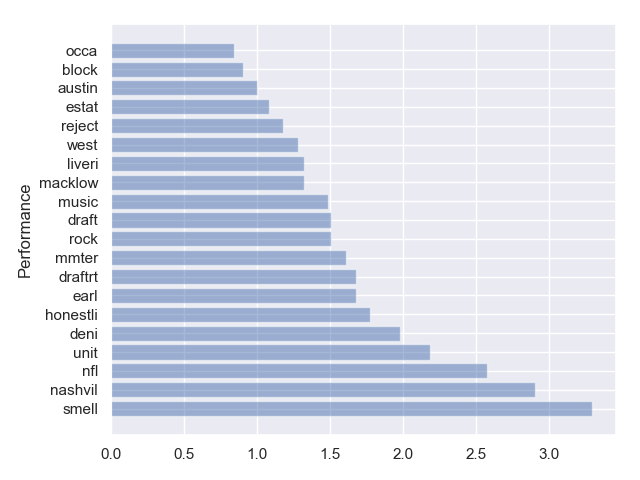 occa
block
austin
estat
reject
west
liveri
macklow
music
draft
rock
mmter
draftrt
earl
honestli
deni
unit
nfl
nashvil
smell
Performance
0.0 0.5 1.0 1.5 2.0 2.5 3.0